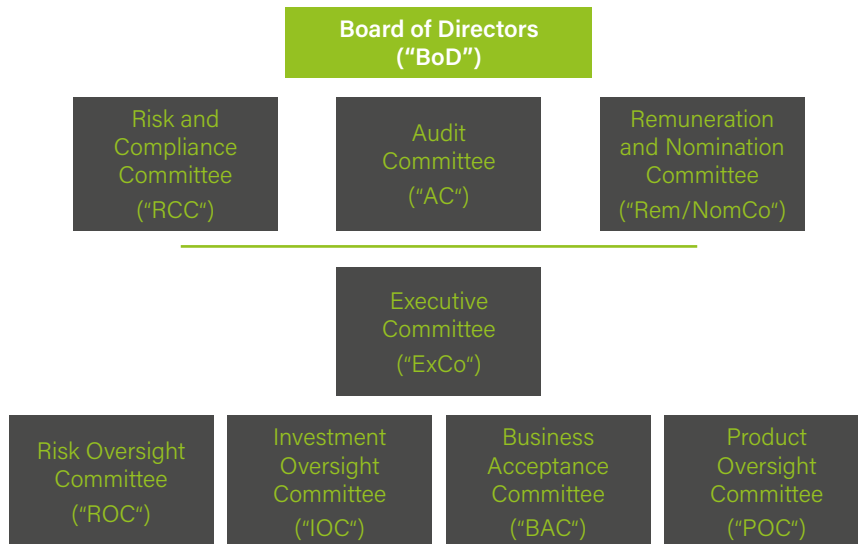 Board of Directors
(“BoD”)
Risk and
Compliance
Committee
(“RCC“)
Audit
Committee
(“AC“)
Remuneration
and Nomination
Committee
(“Rem/NomCo“)
Executive
Committee
(“ExCo“)
Risk Oversight
Committee
(“ROC“)
Investment
Oversight
Committee
(“IOC“)
Business
Acceptance
Committee
(“BAC“)
Product
Oversight
Committee
(“POC“)